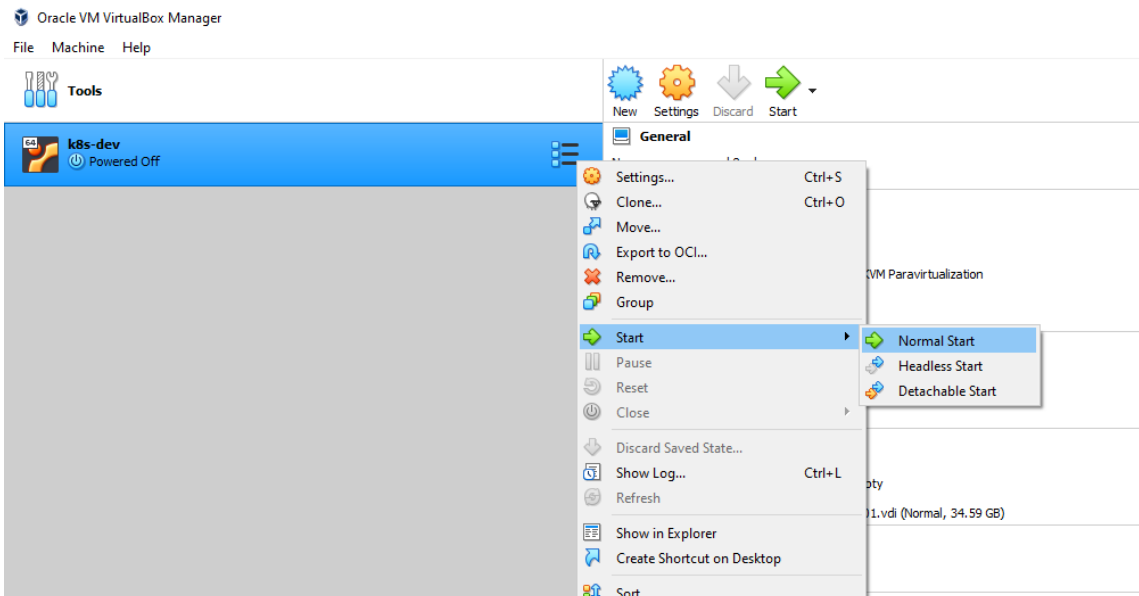 Oracle VM VirtualBox Manager
File Machine Help
Tools
New Settings Discard Start
k8s-dev
64
Powered Off
General
Settings... Ctrl+S
Clone... Ctrl+O
Move...
Export to OCI...
Remove...
Group
Start
Pause
Reset
Close
Discard Saved State...
Show Log... Ctrl+L
Refresh
Show in Explorer
Create Shortcut on Desktop
Sort
Normal Start
Headless Start
Detachable Start
KVM Paravirtualization
pty
01.vdi (Normal, 34.59 GB)